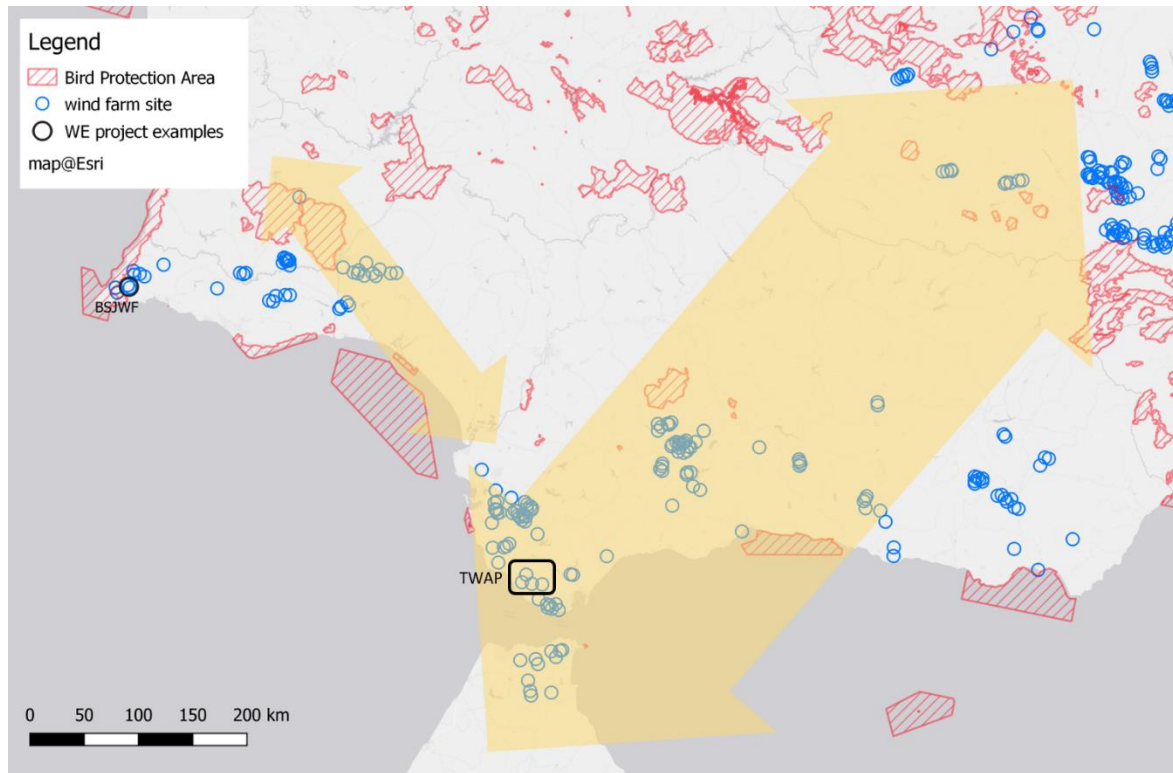 Legend
Bird Protection Area
wind farm site
WE project examples
map@Esri
BSJWF
TWAP
0 50 100 150 200 km